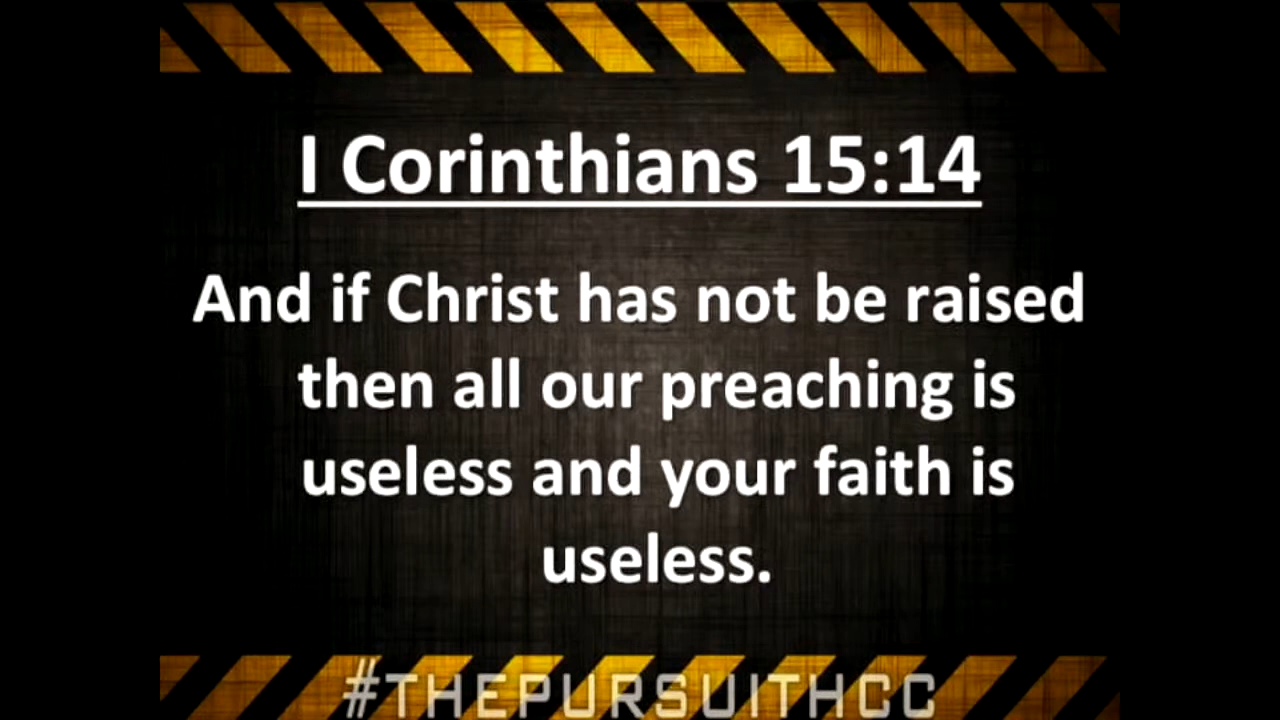 I Corinthians 15:14
And if Christ has not be raised
then all our preaching is
useless and your faith is
useless.
#THEPURSUITHCC